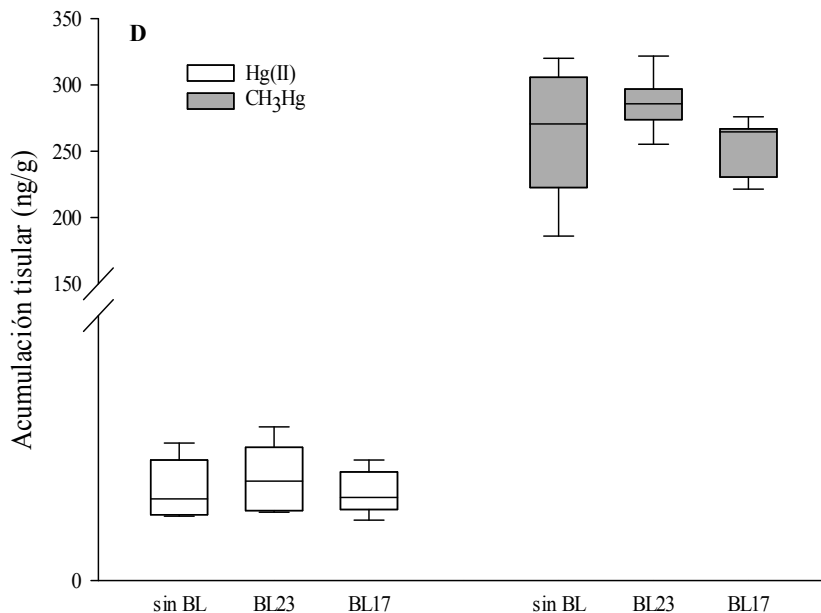 D
Hg(II)
CH3Hg
Acumulación tisular (ng/g)
350
300
250
200
150
0
sin BL BL23 BL17 sin BL BL23 BL17